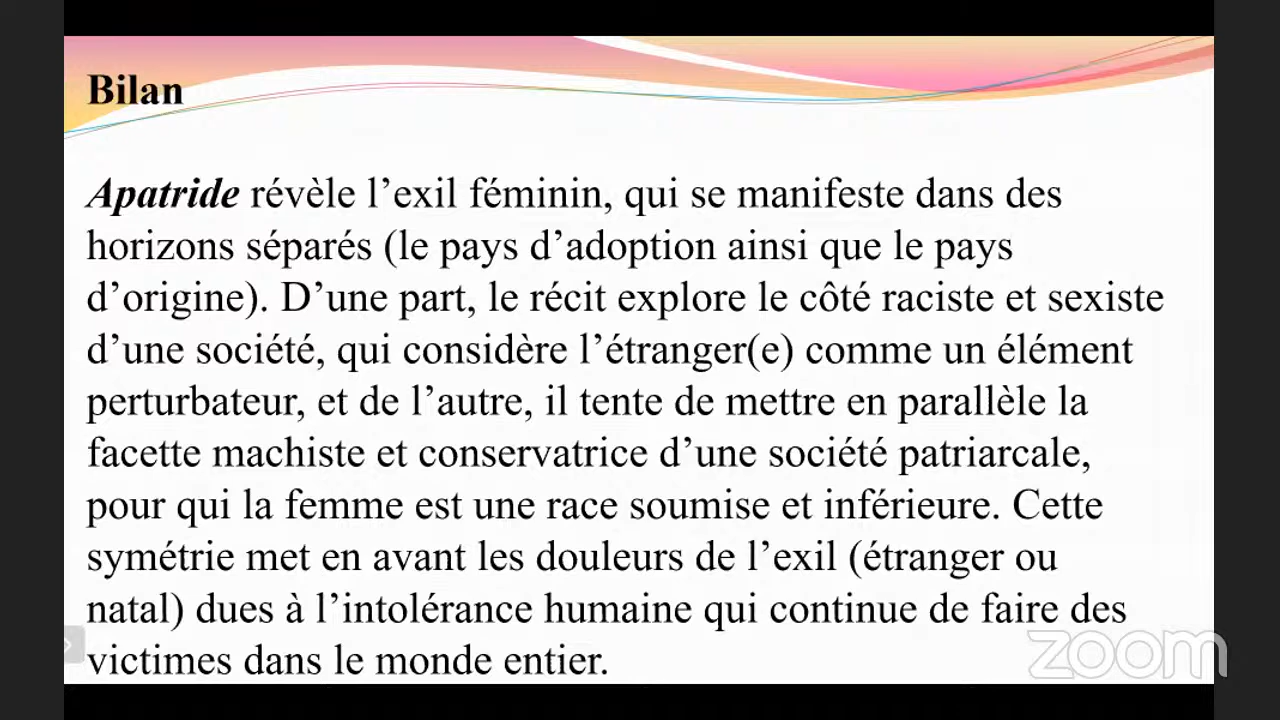 Bilan
Apatride révèle l’exil féminin, qui se manifeste dans des
horizons séparés (le pays d’adoption ainsi que le pays
d’origine). D’une part, le récit explore le côté raciste et sexiste
d’une société, qui considère l’étranger(e) comme un élément
perturbateur, et de l’autre, il tente de mettre en parallèle la
facette machiste et conservatrice d’une société patriarcale,
pour qui la femme est une race soumise et inférieure. Cette
symétrie met en avant les douleurs de l’exil (étranger ou
natal) dues à l’intolérance humaine qui continue de faire des
victimes dans le monde entier.
zoom